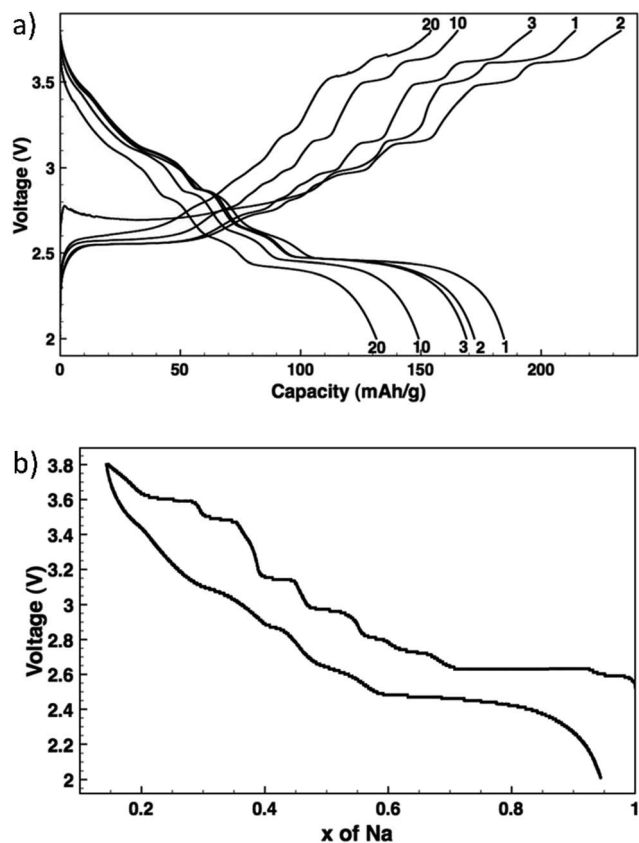 a)
20 10 3 1 2
3.5
3
2.5
2
Voltage (V)
20 10 3 2 1
0 50 100 150 200
Capacity (mAh/g)
b)
3.8
3.6
3.4
3.2
3
2.8
2.6
2.4
2.2
2
Voltage (V)
0.2 0.4 0.6 0.8 1
x of Na